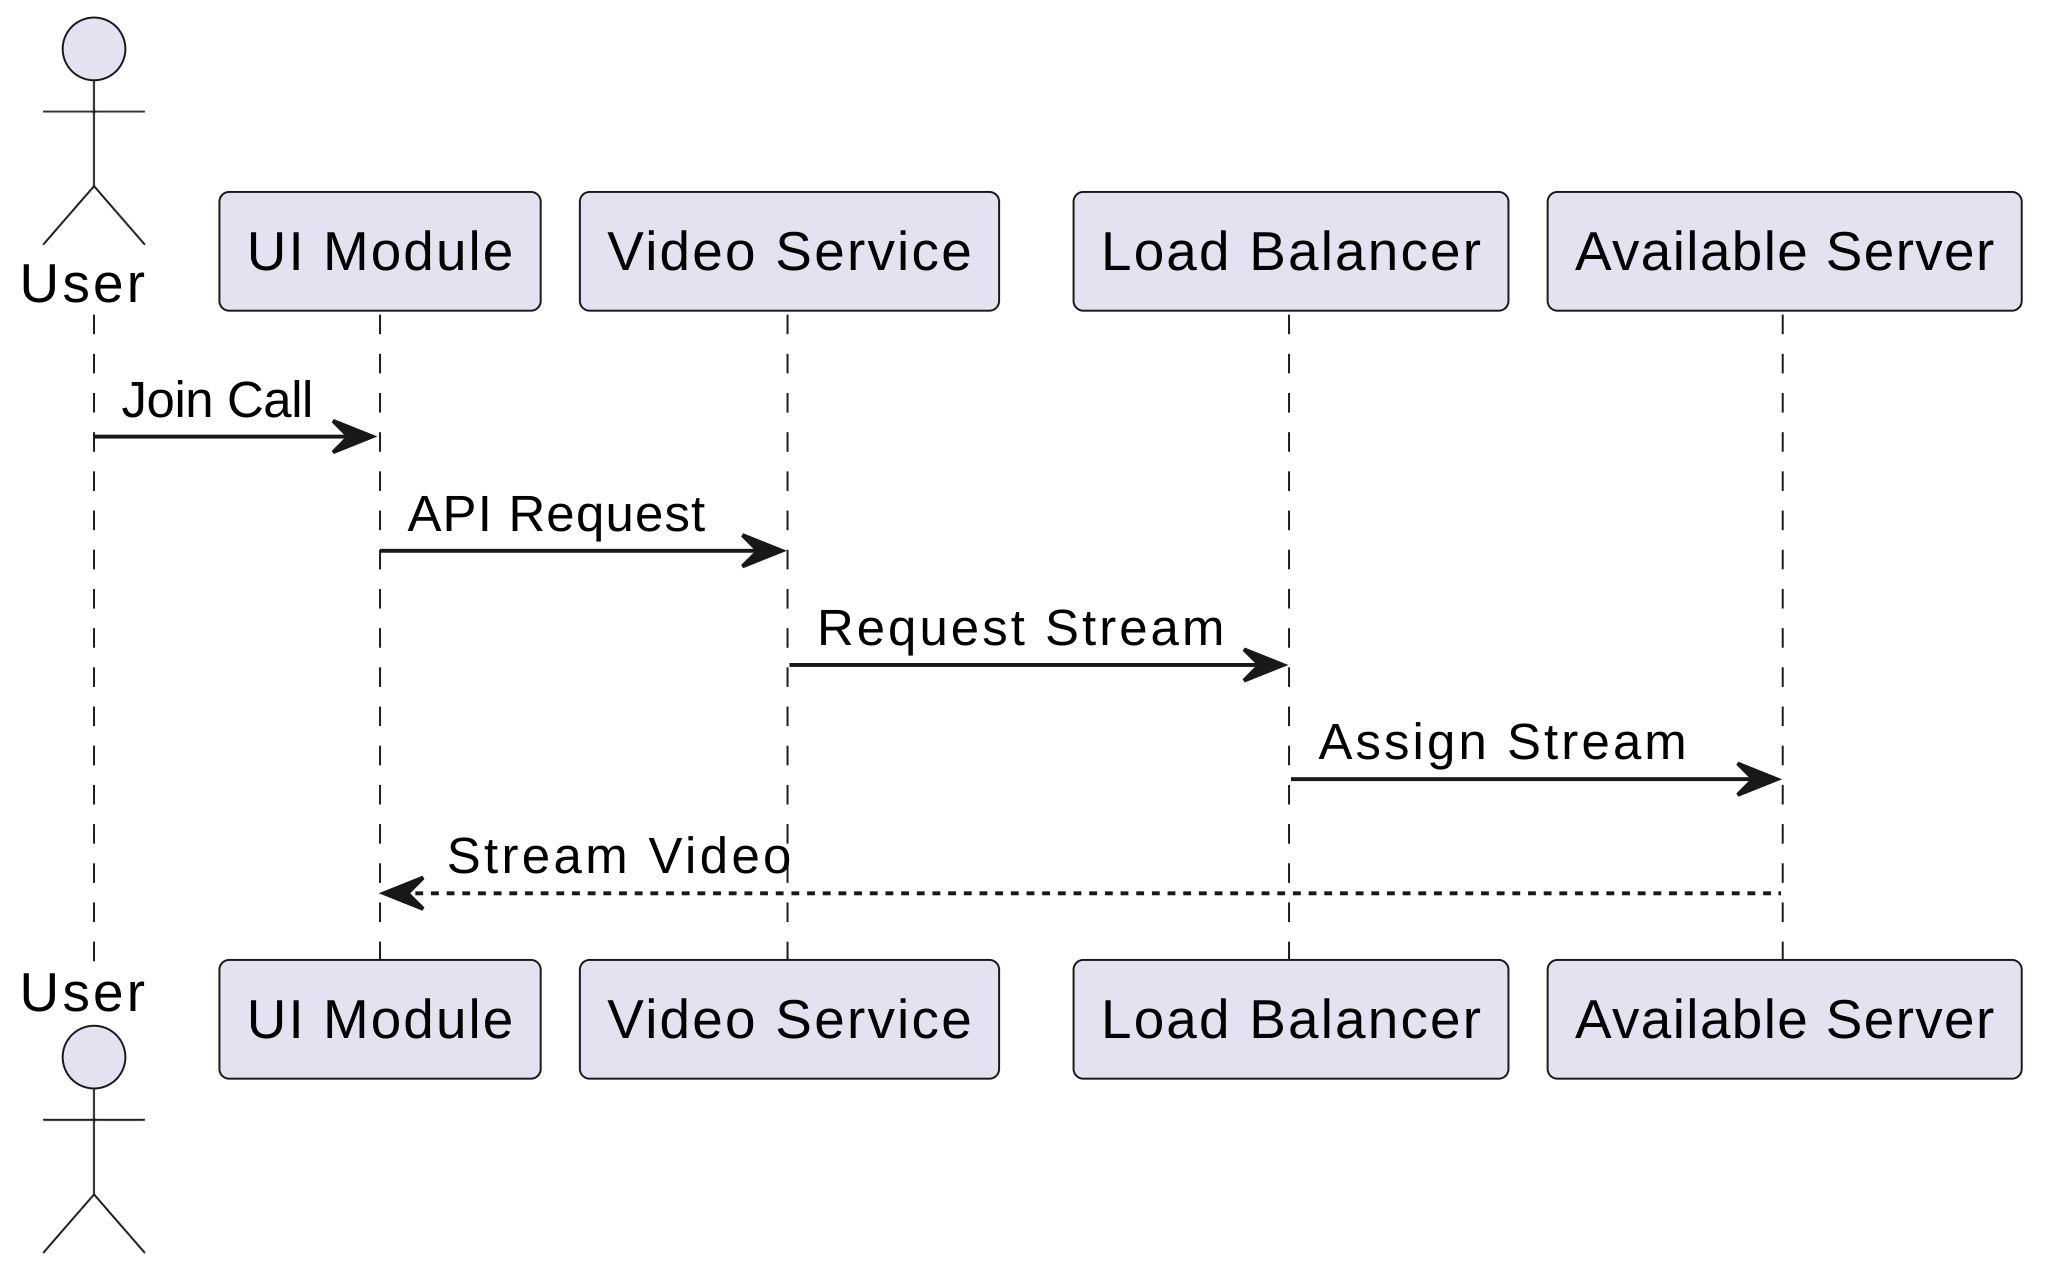 User
UI Module
Video Service
Load Balancer
Available Server
Join Call
API Request
Request Stream
Assign Stream
Stream Video
User
UI Module
Video Service
Load Balancer
Available Server